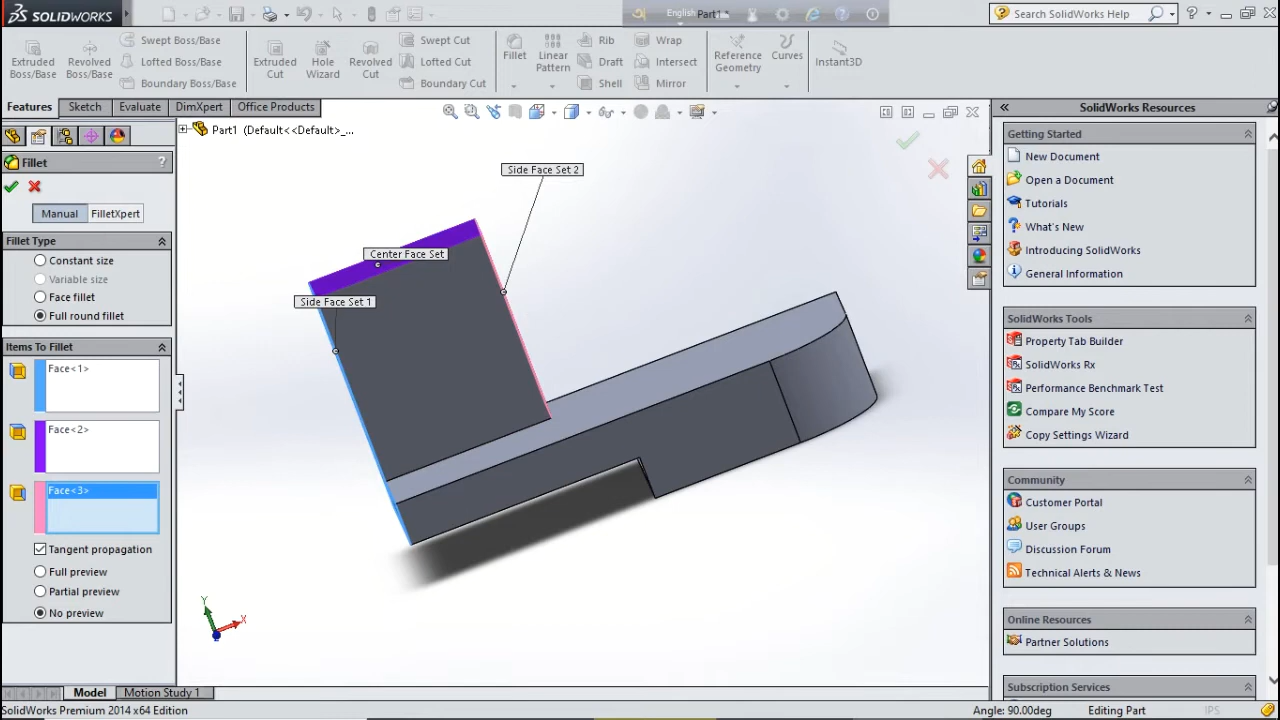 SOLIDWORKS
English
Part1 *
Search SolidWorks Help
Extruded Boss/Base
Revolved Boss/Base
Swept Boss/Base
Lofted Boss/Base
Boundary Boss/Base
Extruded Cut
Hole Wizard
Revolved Cut
Swept Cut
Lofted Cut
Boundary Cut
Fillet
Linear Pattern
Rib
Draft
Shell
Wrap
Intersect
Mirror
Reference Geometry
Curves
Instant3D
Features
Sketch
Evaluate
DimXpert
Office Products
Part1 (Default<<Default>_...
Fillet
?
Manual
FilletXpert
Fillet Type
Constant size
Variable size
Face fillet
Full round fillet
Items To Fillet
Face<1>
Face<2>
Face<3>
Tangent propagation
Full preview
Partial preview
No preview
Side Face Set 2
Center Face Set
Side Face Set 1
Y
X
SolidWorks Resources
Getting Started
New Document
Open a Document
Tutorials
What's New
Introducing SolidWorks
General Information
SolidWorks Tools
Property Tab Builder
SolidWorks Rx
Performance Benchmark Test
Compare My Score
Copy Settings Wizard
Community
Customer Portal
User Groups
Discussion Forum
Technical Alerts & News
Online Resources
Partner Solutions
Subscription Services
Model
Motion Study 1
SolidWorks Premium 2014 x64 Edition
Angle: 90.00deg
Editing Part
IPS